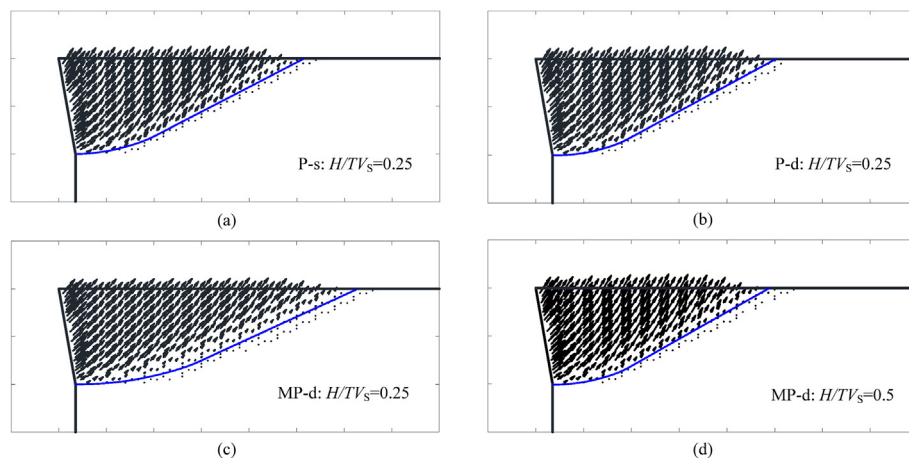 P-s: H/TVS=0.25
(a)
P-d: H/TVS=0.25
(b)
MP-d: H/TVS=0.25
(c)
MP-d: H/TVS=0.5
(d)